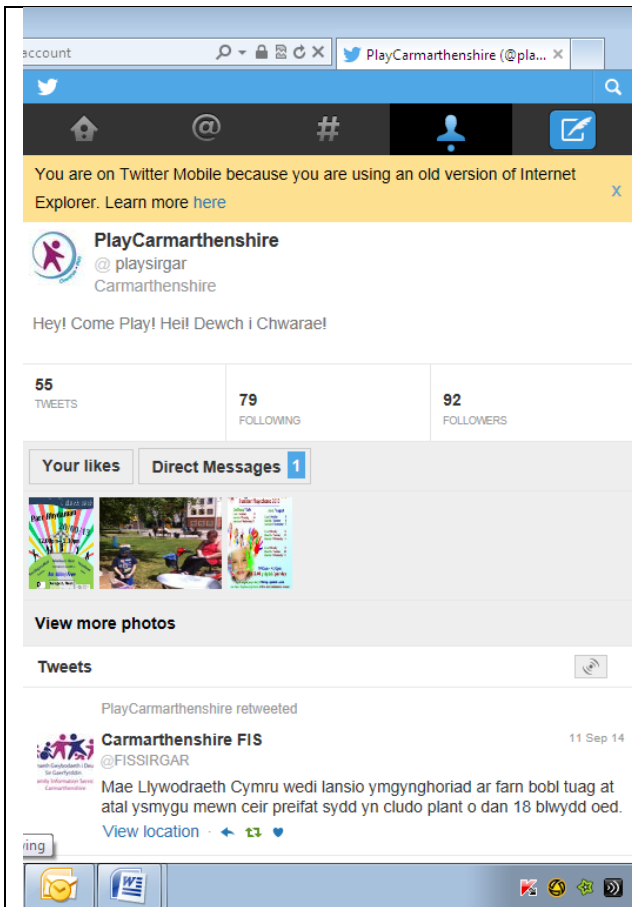 account
PlayCarmarthenshire (@pla...
You are on Twitter Mobile because you are using an old version of Internet
Explorer. Learn more here
x
PlayCarmarthenshire
@ playsirgar
Carmarthenshire
Hey! Come Play! Hei! Dewch i Chwarae!
55
TWEETS
79
FOLLOWING
92
FOLLOWERS
Your likes
Direct Messages 1
View more photos
Tweets
PlayCarmarthenshire retweeted
Carmarthenshire FIS
11 Sep 14
@FISSIRGAR
Mae Llywodraeth Cymru wedi lansio ymgynghoriad ar farn bobl tuag at
atal ysmygu mewn ceir preifat sydd yn cludo plant o dan 18 blwydd oed.
View location
ving